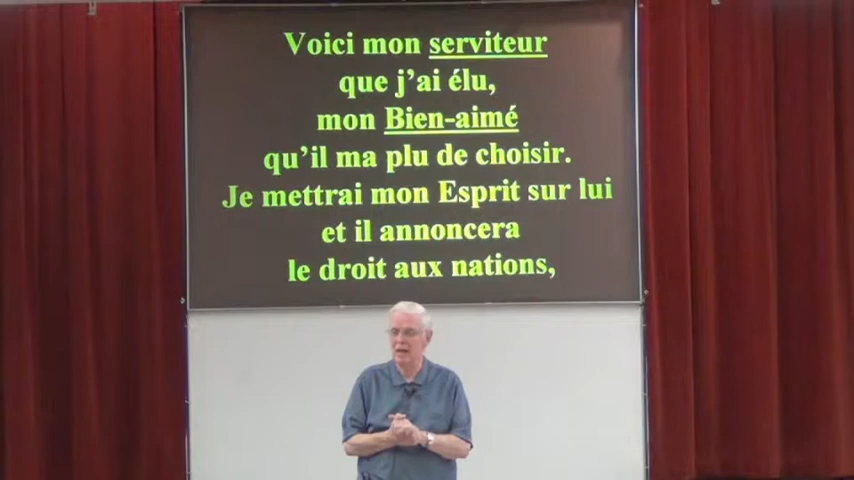 Voici mon serviteur
que j'ai élu,
mon Bien-aimé
qu'il ma plu de choisir.
Je mettrai mon Esprit sur lui
et il annoncera
le droit aux nations,